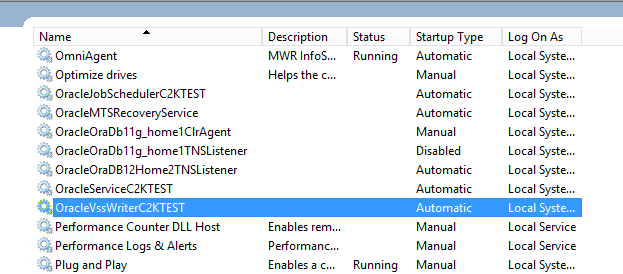 Name Description Status Startup Type Log On As
OmniAgent MWR InfoS... Running Automatic Local Syste...
Optimize drives Helps the c... Manual Local Syste...
OracleJobSchedulerC2KTEST Automatic Local Syste...
OracleMTSRecoveryService Automatic Local Syste...
OracleOraDb11g_home1ClrAgent Manual Local Syste...
OracleOraDb11g_home1TNSListener Disabled Local Syste...
OracleOraDB12Home2TNSListener Automatic Local Syste...
OracleServiceC2KTEST Automatic Local Syste...
OracleVssWriterC2KTEST Automatic Local Syste...
Performance Counter DLL Host Enables rem... Manual Local Service
Performance Logs & Alerts Performanc... Manual Local Service
Plug and Play Enables a c... Running Manual Local Syste...